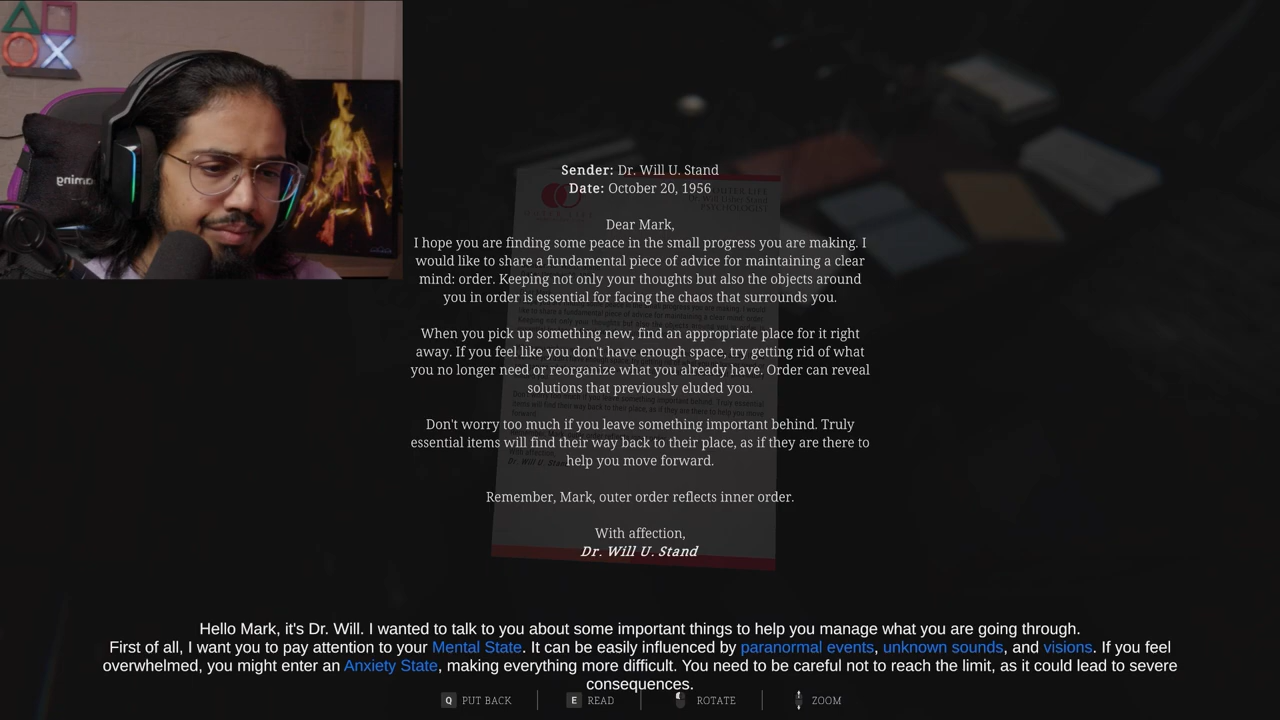 Sender: Dr. Will U. Stand
Date: October 20, 1956
Dear Mark,
I hope you are finding some peace in the small progress you are making. I
would like to share a fundamental piece of advice for maintaining a clear
mind: order. Keeping not only your thoughts but also the objects around
you in order is essential for facing the chaos that surrounds you.
When you pick up something new, find an appropriate place for it right
away. If you feel like you don't have enough space, try getting rid of what
you no longer need or reorganize what you already have. Order can reveal
solutions that previously eluded you.
Don't worry too much if you leave something important behind. Truly
essential items will find their way back to their place, as if they are there to
help you move forward.
Remember, Mark, outer order reflects inner order.
With affection,
Dr. Will U. Stand
Hello Mark, it's Dr. Will. I wanted to talk to you about some important things to help you manage what you are going through.
First of all, I want you to pay attention to your Mental State. It can be easily influenced by paranormal events, unknown sounds, and visions. If you feel
overwhelmed, you might enter an Anxiety State, making everything more difficult. You need to be careful not to reach the limit, as it could lead to severe
consequences.
Q PUT BACK
E READ
ROTATE
ZOOM